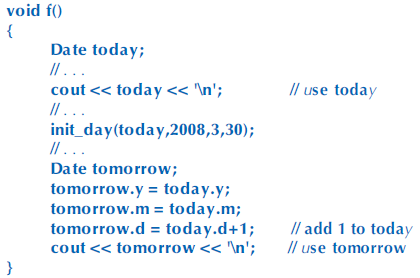 void f()
{
Date today;
// . . .
cout << today << '\n'; // use today
// . . .
init_day(today,2008,3,30);
// . . .
Date tomorrow;
tomorrow.y = today.y;
tomorrow.m = today.m;
tomorrow.d = today.d+1; // add 1 to today
cout << tomorrow << '\n'; // use tomorrow
}